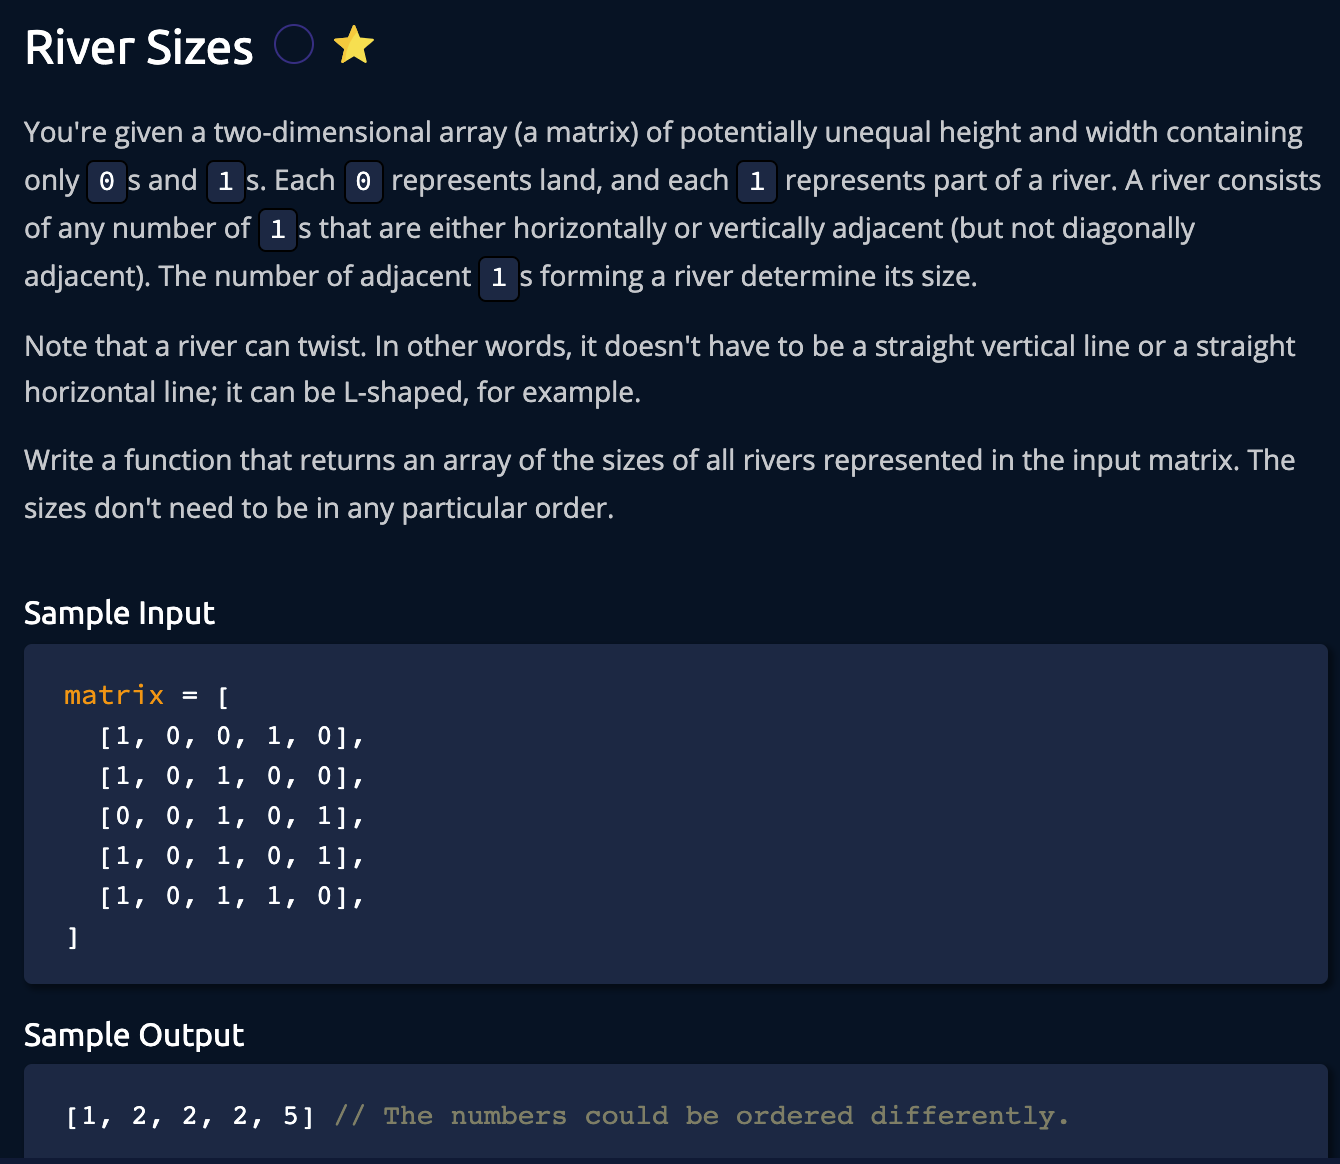 River Sizes
You're given a two-dimensional array (a matrix) of potentially unequal height and width containing
only 0s and 1s. Each 0 represents land, and each 1 represents part of a river. A river consists
of any number of 1s that are either horizontally or vertically adjacent (but not diagonally
adjacent). The number of adjacent 1s forming a river determine its size.
Note that a river can twist. In other words, it doesn't have to be a straight vertical line or a straight
horizontal line; it can be L-shaped, for example.
Write a function that returns an array of the sizes of all rivers represented in the input matrix. The
sizes don't need to be in any particular order.
Sample Input
matrix = [
[1, 0, 0, 1, 0],
[1, 0, 1, 0, 0],
[0, 0, 1, 0, 1],
[1, 0, 1, 0, 1],
[1, 0, 1, 1, 0],
]
Sample Output
[1, 2, 2, 2, 5] // The numbers could be ordered differently.